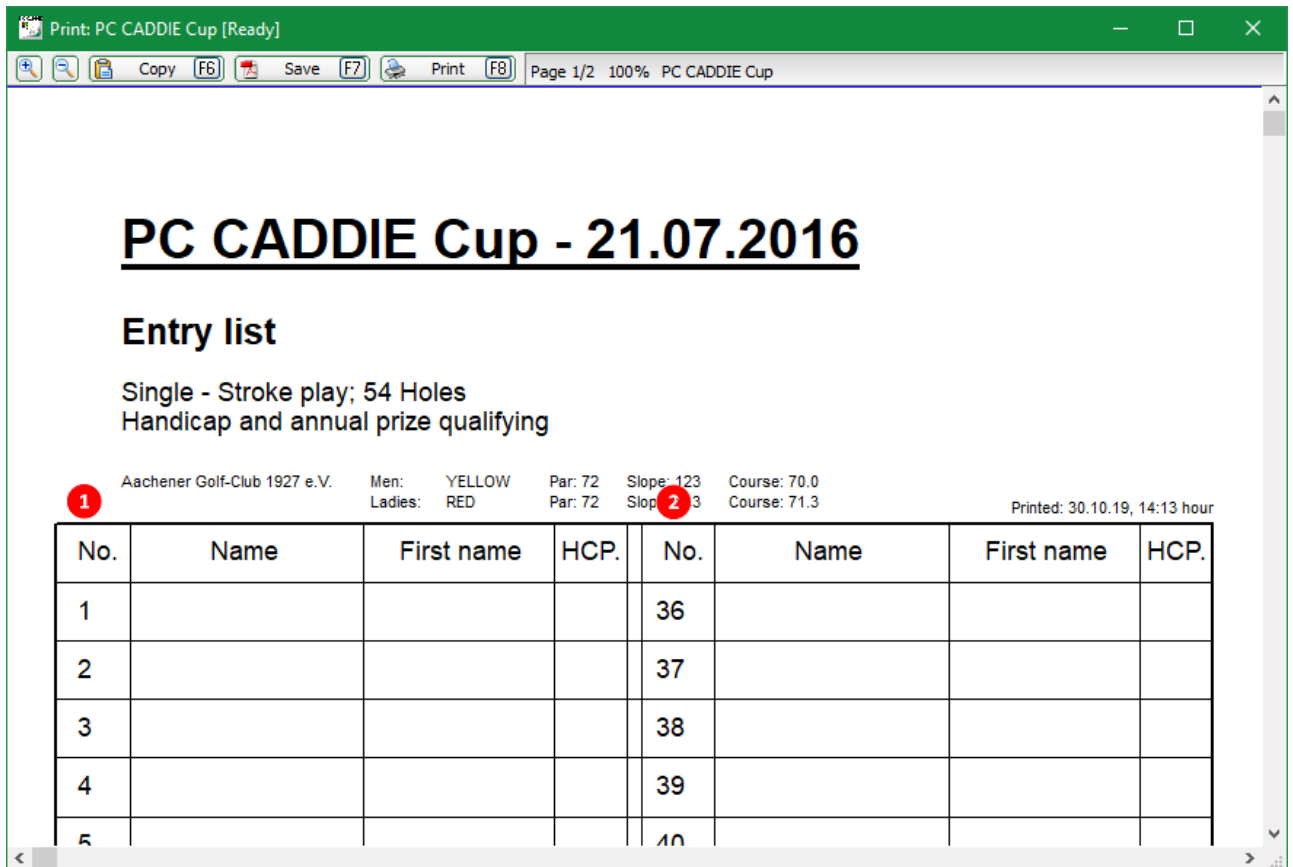 Print: PC CADDIE Cup [Ready]
Copy F6 Save F7 Print F8 Page 1/2 100% PC CADDIE Cup
PC CADDIE Cup - 21.07.2016
Entry list
Single - Stroke play; 54 Holes
Handicap and annual prize qualifying
Aachener Golf-Club 1927 e.V. Men: YELLOW Par: 72 Slope: 123 Course: 70.0
Ladies: RED Par: 72 Course: 71.3
Printed: 30.10.19, 14:13 hour
1 2
No. Name First name HCP. No. Name First name HCP.
1 36
2 37
3 38
4 39
5 40